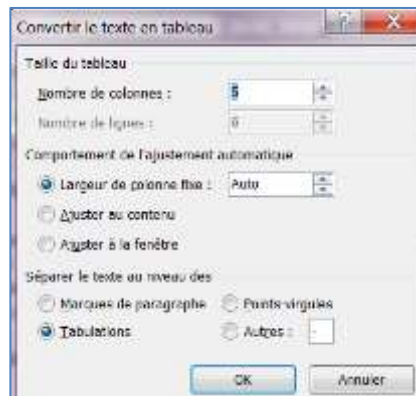 Convertir le texte en tableau
Taille du tableau
Nombre de colonnes : 5
Nombre de lignes : 6
Comportement de l'ajustement automatique
Largeur de colonne fixe : Auto
Ajuster au contenu
Ajuster à la fenêtre
Séparer le texte au niveau des
Marques de paragraphe Points-virgules
Tabulations Autres : -
OK Annuler